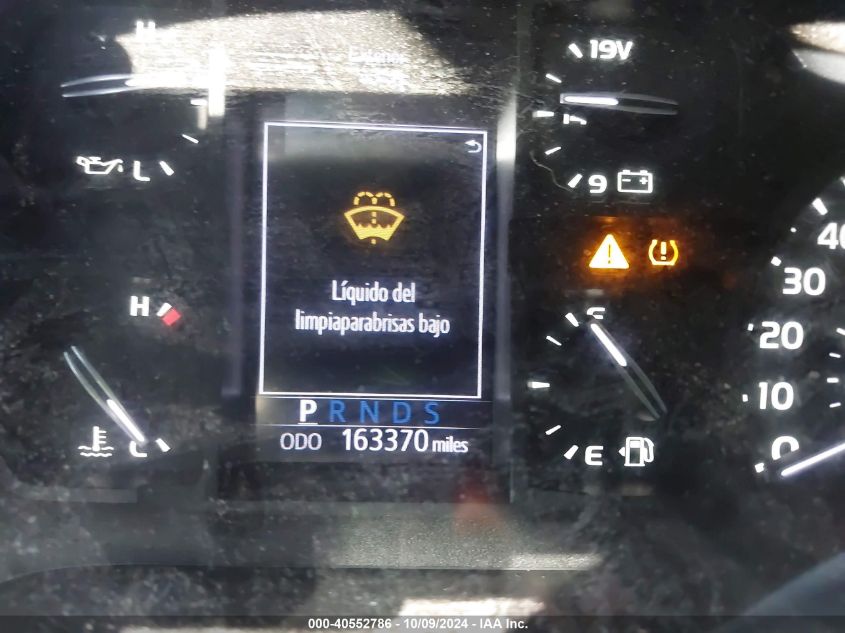 H
19V
14
L
9
Líquido del
limpiaparabrisas bajo
H
40
30
20
10
0
P R N D S
E
ODO 163370 miles
000-40552786 - 10/09/2024 - IAA Inc.